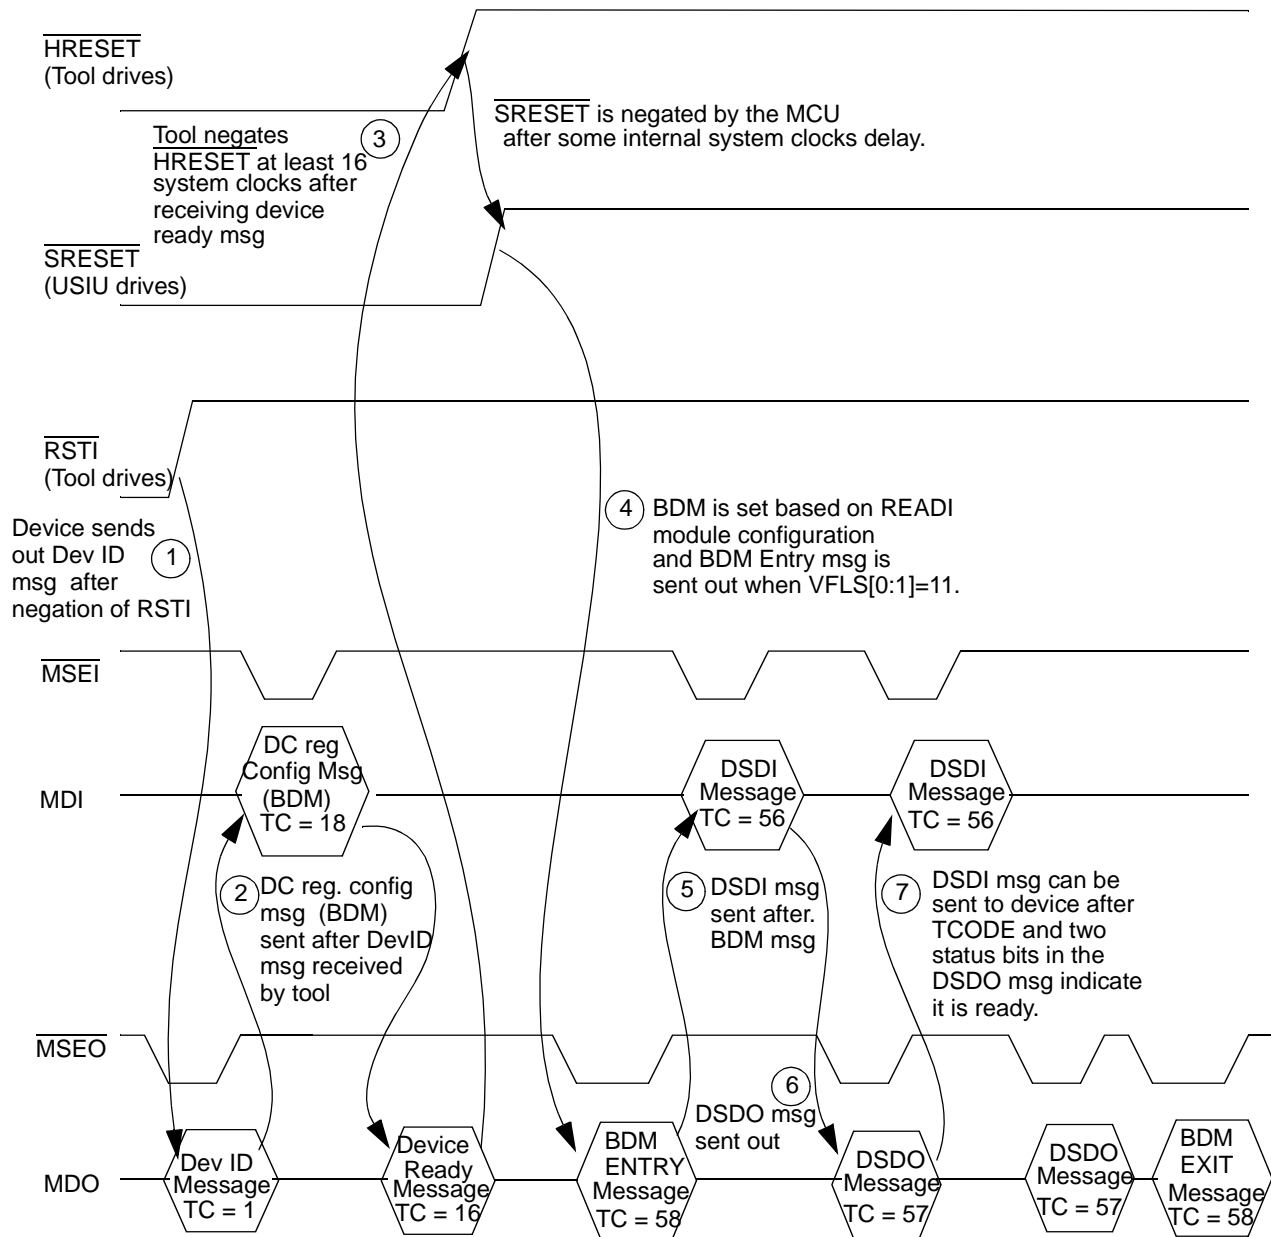 HRESET
(Tool drives)
Tool negates
HRESET at least 16
system clocks after
receiving device
ready msg
3
SRESET is negated by the MCU
after some internal system clocks delay.
SRESET
(USIU drives)
RSTI
(Tool drives)
Device sends
out Dev ID
msg after
negation of RSTI
1
4
BDM is set based on READI
module configuration
and BDM Entry msg is
sent out when VFLS[0:1]=11.
MSEI
MDI
DC reg
Config Msg
(BDM)
TC = 18
DSDI
Message
TC = 56
DSDI
Message
TC = 56
2
DC reg. config
msg (BDM)
sent after DevID
msg received
by tool
5
DSDI msg
sent after.
BDM msg
7
DSDI msg can be
sent to device after
TCODE and two
status bits in the
DSDO msg indicate
it is ready.
MSEO
6
DSDO msg
sent out
MDO
Dev ID
Message
TC = 1
Device
Ready
Message
TC = 16
BDM
ENTRY
Message
TC = 58
DSDO
Message
TC = 57
DSDO
Message
TC = 57
BDM
EXIT
Message
TC = 58